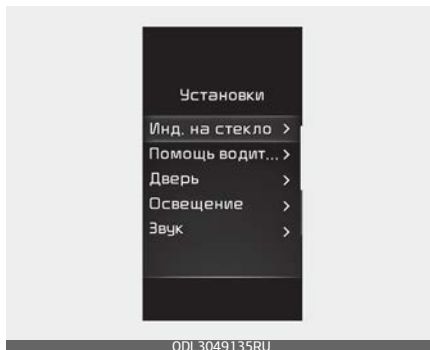 Установки
Инд. на стекло >
Помощь водит... >
Дверь >
Освещение >
Звук >
ODL3049135RU